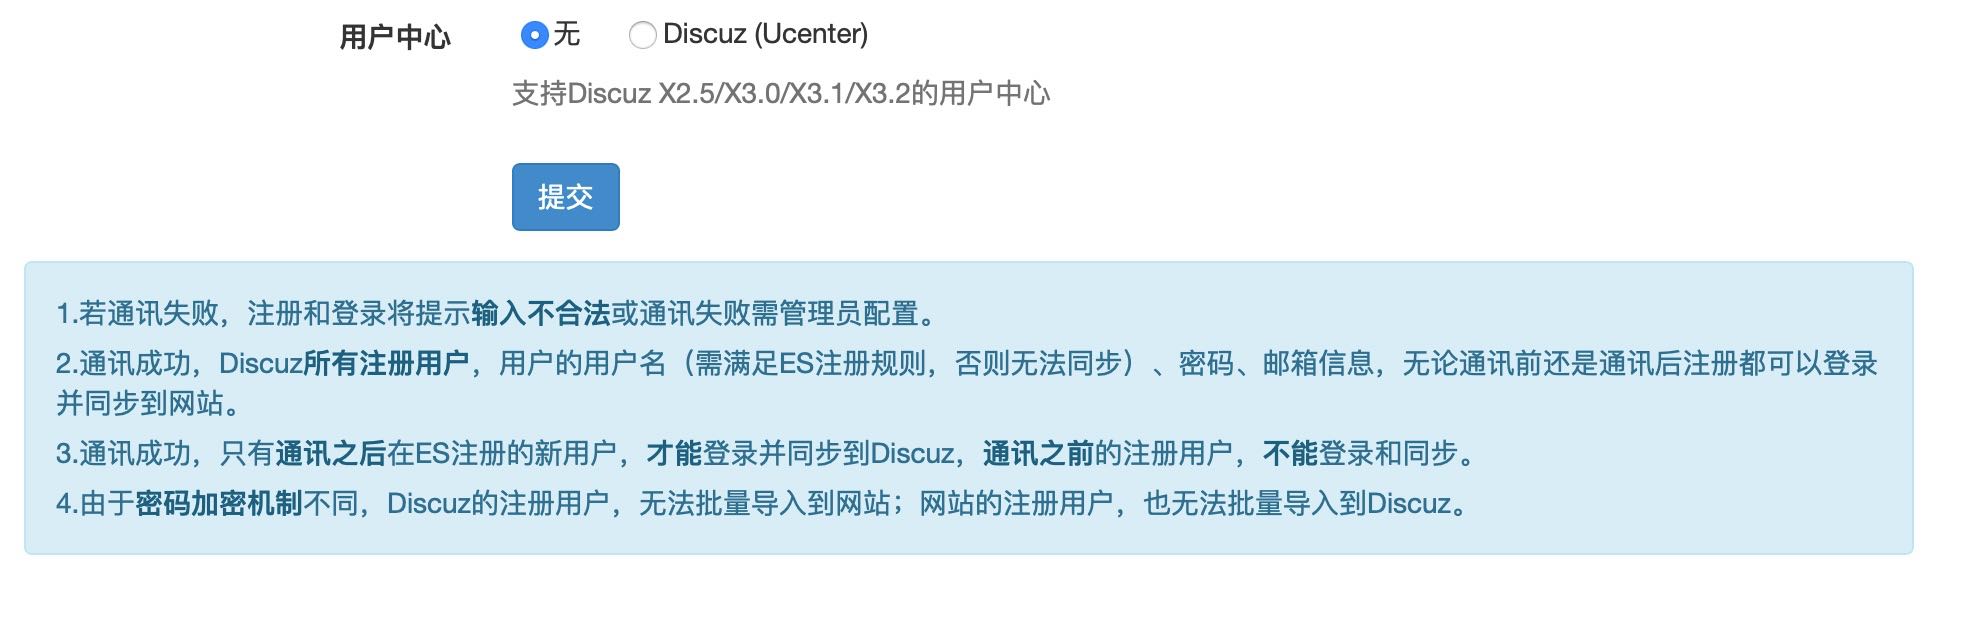 用户中心 无 Discuz (Ucenter)
支持Discuz X2.5/X3.0/X3.1/X3.2的用户中心
提交
1.若通讯失败，注册和登录将提示输入不合法或通讯失败需管理员配置。
2.通讯成功，Discuz所有注册用户，用户的用户名（需满足ES注册规则，否则无法同步）、密码、邮箱信息，无论通讯前还是通讯后注册都可以登录
并同步到网站。
3.通讯成功，只有通讯之后在ES注册的新用户，才能登录并同步到Discuz，通讯之前的注册用户，不能登录和同步。
4.由于密码加密机制不同，Discuz的注册用户，无法批量导入到网站；网站的注册用户，也无法批量导入到Discuz。